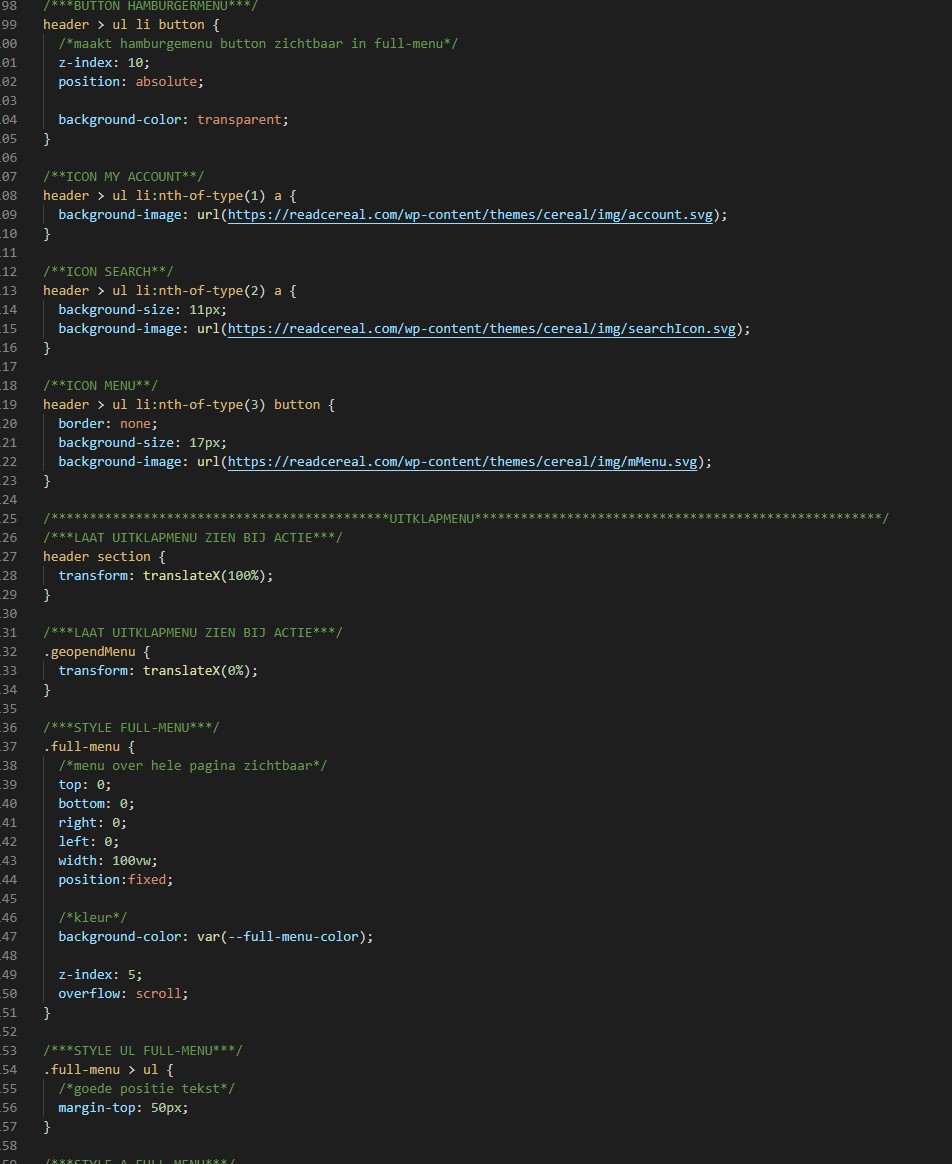 98 /***BUTTON HAMBURGERMENU***/
99 header > ul li button {
00 /*maakt hamburgemenu button zichtbaar in full-menu*/
01 z-index: 10;
02 position: absolute;
03
04 background-color: transparent;
05 }
06
07 /**ICON MY ACCOUNT**/
08 header > ul li:nth-of-type(1) a {
09 background-image: url(https://readcereal.com/wp-content/themes/cereal/img/account.svg);
10 }
11
12 /**ICON SEARCH**/
13 header > ul li:nth-of-type(2) a {
14 background-size: 11px;
15 background-image: url(https://readcereal.com/wp-content/themes/cereal/img/searchIcon.svg);
16 }
17
18 /**ICON MENU**/
19 header > ul li:nth-of-type(3) button {
20 border: none;
21 background-size: 17px;
22 background-image: url(https://readcereal.com/wp-content/themes/cereal/img/mMenu.svg);
23 }
24
25 /********************************************UITKLAPMENU*****************************************************/
26 /***LAAT UITKLAPMENU ZIEN BIJ ACTIE***/
27 header section {
28 transform: translateX(100%);
29 }
30
31 /***LAAT UITKLAPMENU ZIEN BIJ ACTIE***/
32 .geopendMenu {
33 transform: translateX(0%);
34 }
35
36 /***STYLE FULL-MENU***/
37 .full-menu {
38 /*menu over hele pagina zichtbaar*/
39 top: 0;
40 bottom: 0;
41 right: 0;
42 left: 0;
43 width: 100vw;
44 position:fixed;
45
46 /*kleur*/
47 background-color: var(--full-menu-color);
48
49 z-index: 5;
50 overflow: scroll;
51 }
52
53 /***STYLE UL FULL-MENU***/
54 .full-menu > ul {
55 /*goede positie tekst*/
56 margin-top: 50px;
57 }
58
59 /***STYLE A FULL-MENU***/